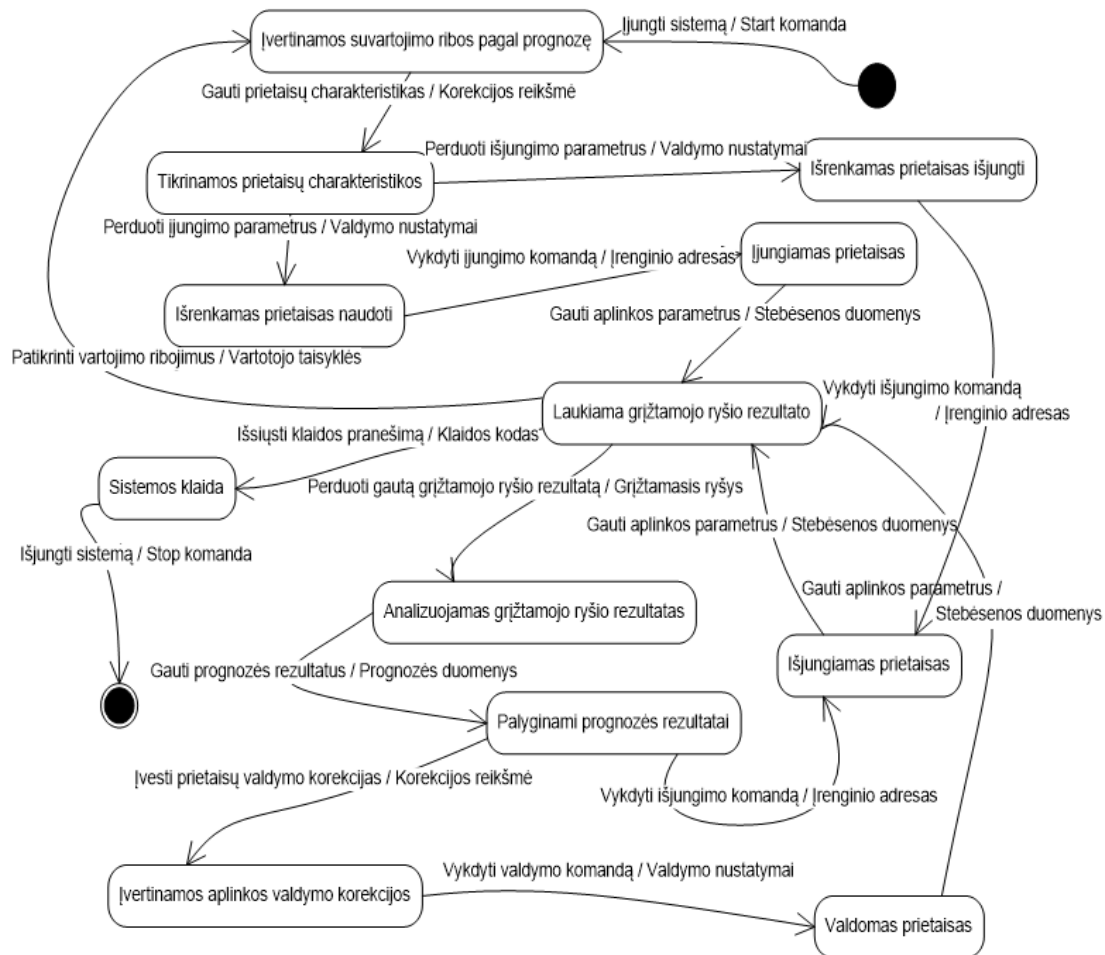 Įjungti sistemą / Start komanda
Įvertinamos suvartojimo ribos pagal prognozę
Gauti prietaisų charakteristikas / Korekcijos reikšmė
Perduoti išjungimo parametrus / Valdymo nustatymai
Išrenkamas prietaisas išjungti
Tikrinamos prietaisų charakteristikos
Perduoti įjungimo parametrus / Valdymo nustatymai
Vykdyti įjungimo komandą / Įrenginio adresas
Įjungiamas prietaisas
Išrenkamas prietaisas naudoti
Gauti aplinkos parametrus / Stebėsenos duomenys
Patikrinti vartojimo ribojimus / Vartotojo taisyklės
Vykdyti išjungimo komandą
/ Įrenginio adresas
Laukiama grįžtamojo ryšio rezultato
Išsiųsti klaidos pranešimą / Klaidos kodas
Sistemos klaida
Perduoti gautą grįžtamojo ryšio rezultatą / Grįžtamasis ryšys
Gauti aplinkos parametrus / Stebėsenos duomenys
Išjungti sistemą / Stop komanda
Gauti aplinkos parametrus /
Stebėsenos duomenys
Analizuojamas grįžtamojo ryšio rezultatas
Išjungiamas prietaisas
Gauti prognozės rezultatus / Prognozės duomenys
Palyginami prognozės rezultatai
Įvesti prietaisų valdymo korekcijas / Korekcijos reikšmė
Vykdyti išjungimo komandą / Įrenginio adresas
Vykdyti valdymo komandą / Valdymo nustatymai
Įvertinamos aplinkos valdymo korekcijos
Valdomas prietaisas